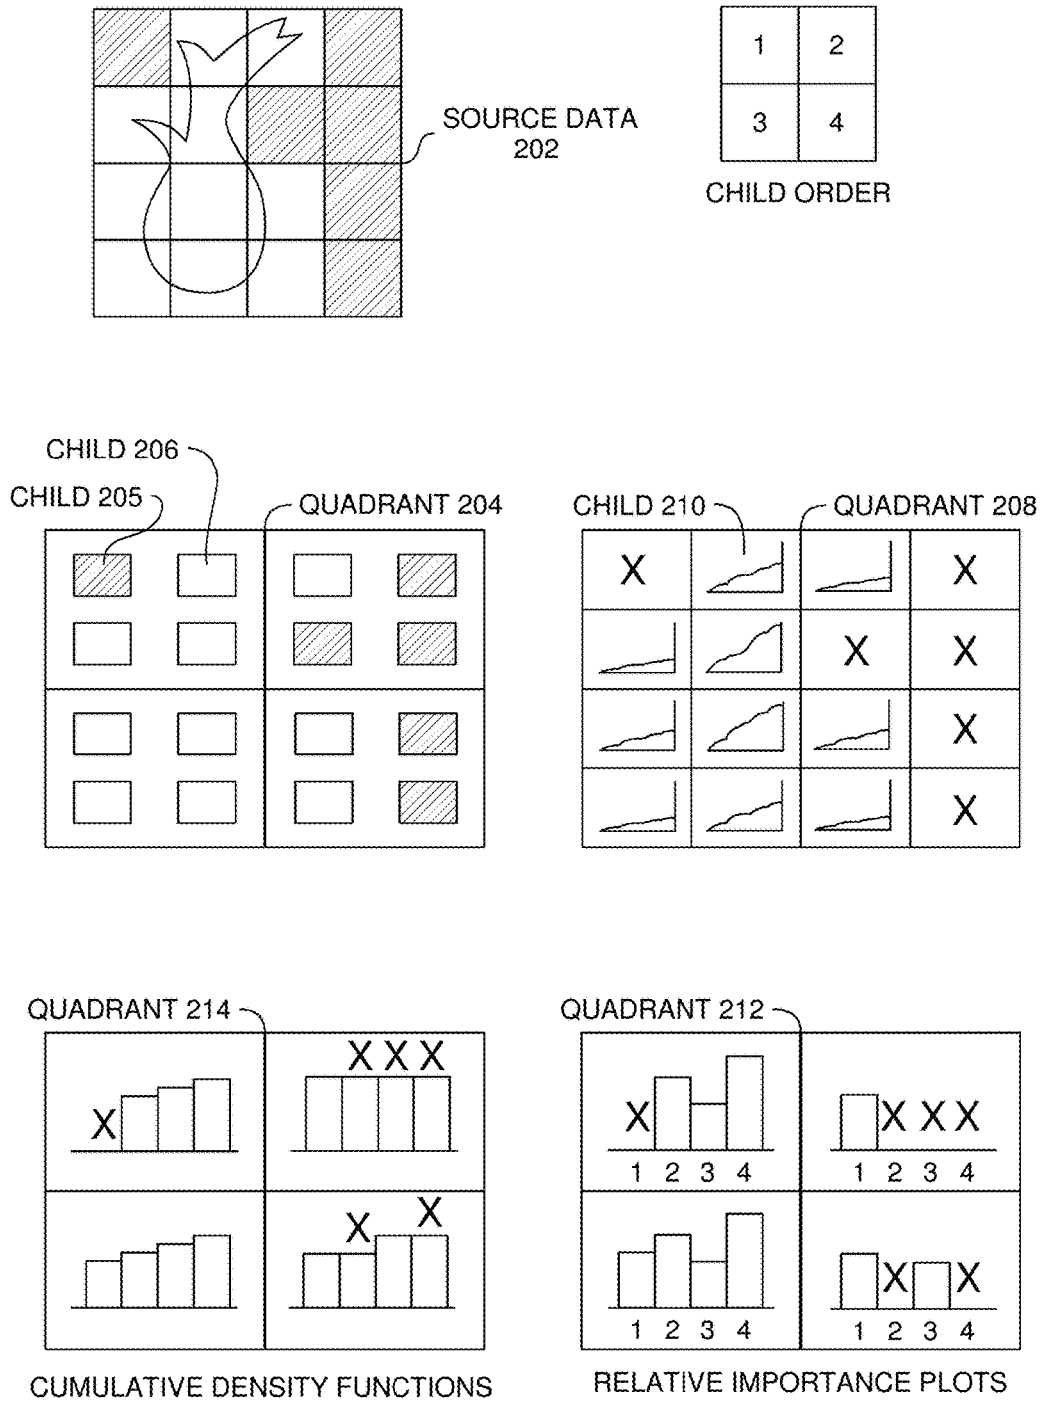 1 2
SOURCE DATA
202
3 4
CHILD ORDER
CHILD 206
CHILD 205
QUADRANT 204
CHILD 210
QUADRANT 208
X X
X X
X
X
QUADRANT 214
QUADRANT 212
X X X
X
X X X X
1 2 3 4
1 2 3 4
X
X
X X
1 2 3 4
1 2 3 4
CUMULATIVE DENSITY FUNCTIONS
RELATIVE IMPORTANCE PLOTS